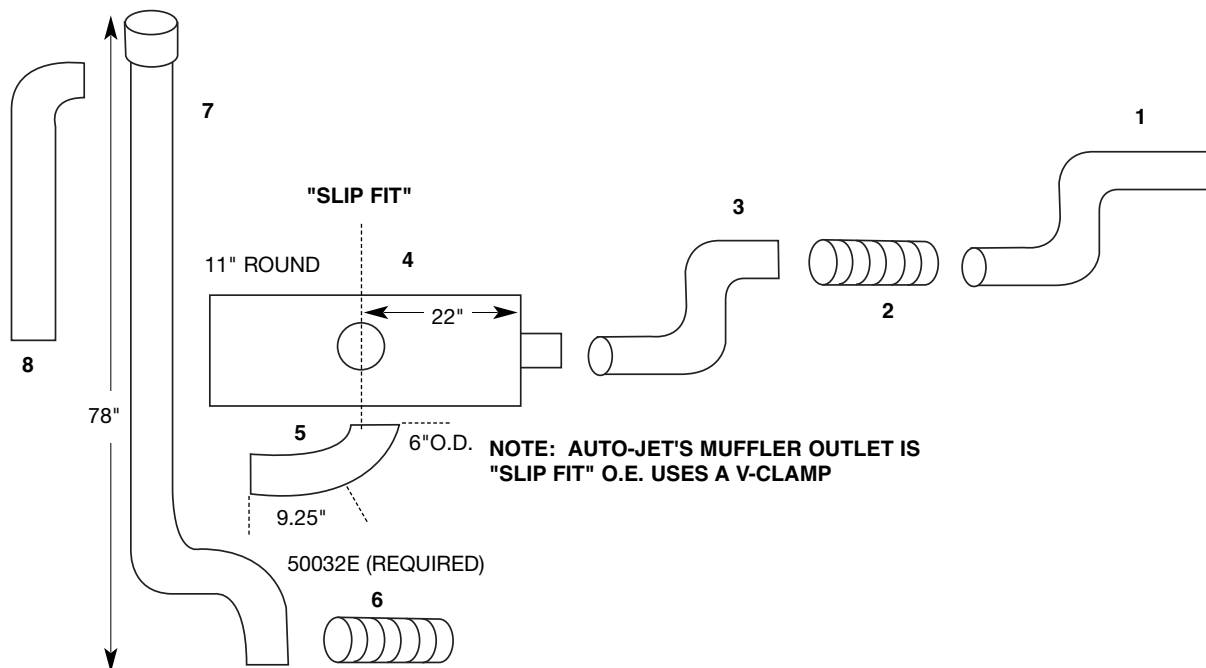 7
1
"SLIP FIT"
3
11" ROUND
4
22"
2
8
78"
5
6"O.D.
NOTE: AUTO-JET'S MUFFLER OUTLET IS
"SLIP FIT" O.E. USES A V-CLAMP
9.25"
50032E (REQUIRED)
6